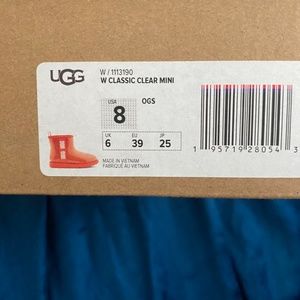 UGG
W / 1113190
W CLASSIC CLEAR MINI
USA
8
OGS
UK EU JP
6 39 25
MADE IN VIETNAM
FABRIQUÉ AU VIETNAM
1 95719 28054 3